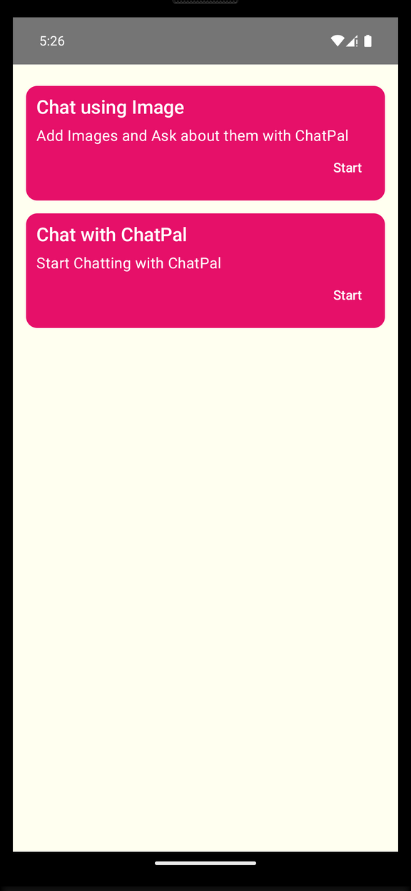 5:26
Chat using Image
Add Images and Ask about them with ChatPal
Start
Chat with ChatPal
Start Chatting with ChatPal
Start